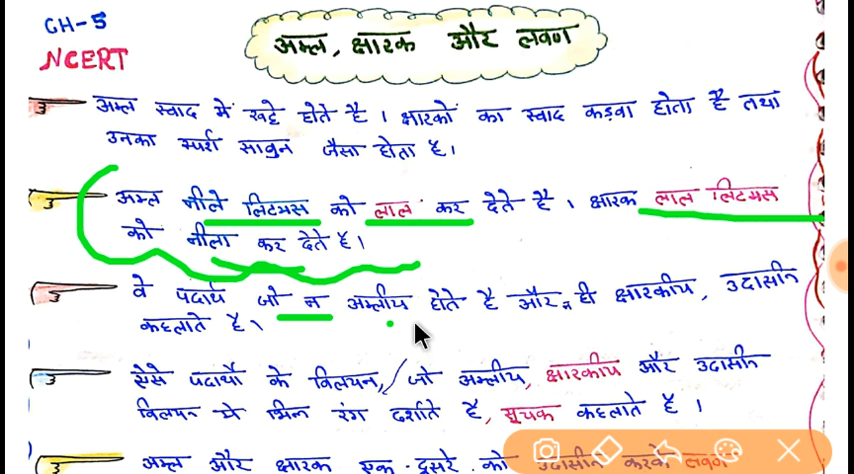 CH-5
NCERT
अम्ल, क्षारक और लवण
अम्ल स्वाद में खट्टे होते है । क्षारकों का स्वाद कड़वा होता है तथा
उनका स्पर्श साबुन जैसा होता है।
अम्ल नीले लिटमस को लाल कर देते है । क्षारक लाल लिटमस
को नीला कर देते है।
वे पदार्थ जो न अम्लीय होते है और न ही क्षारकीय, उदासीन
कहलाते है।
ऐसे पदार्थों के विलयन, जो अम्लीय, क्षारकीय और उदासीन
विलयन मे भिन्न रंग दर्शाते है, सूचक कहलाते है ।
अम्ल और क्षारक एक-दूसरे को उदासीन करके लवण